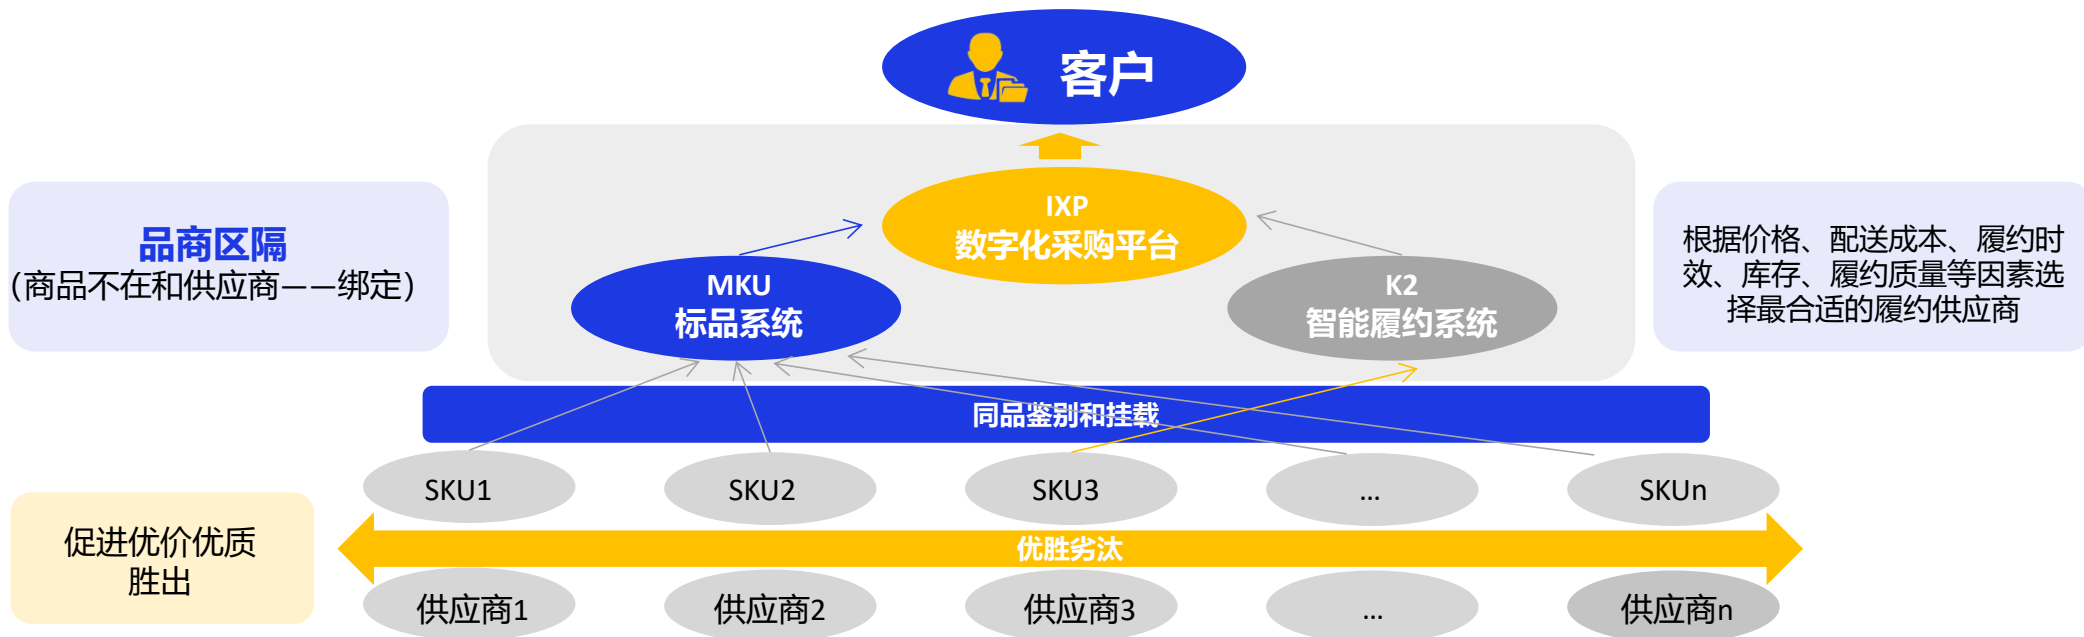 客户
IXP
数字化采购平台
品商区隔
(商品不在和供应商——绑定)
MKU
标品系统
K2
智能履约系统
根据价格、配送成本、履约时
效、库存、履约质量等因素选
择最合适的履约供应商
同品鉴别和挂载
SKU1
SKU2
SKU3
...
SKUn
促进优价优质
胜出
优胜劣汰
供应商1
供应商2
供应商3
...
供应商n